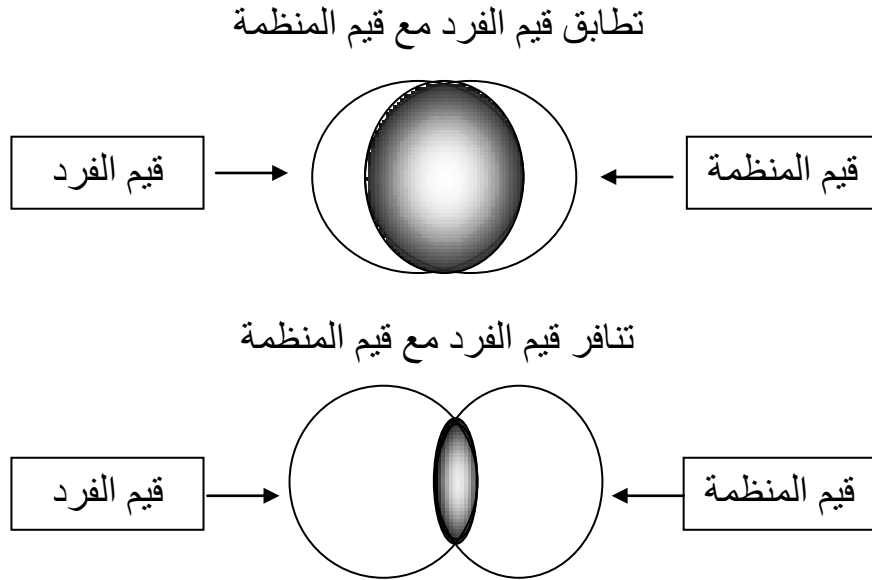 تطابق قيم الفرد مع قيم المنظمة
قيم المنظمة
قيم الفرد
تنافر قيم الفرد مع قيم المنظمة
قيم المنظمة
قيم الفرد